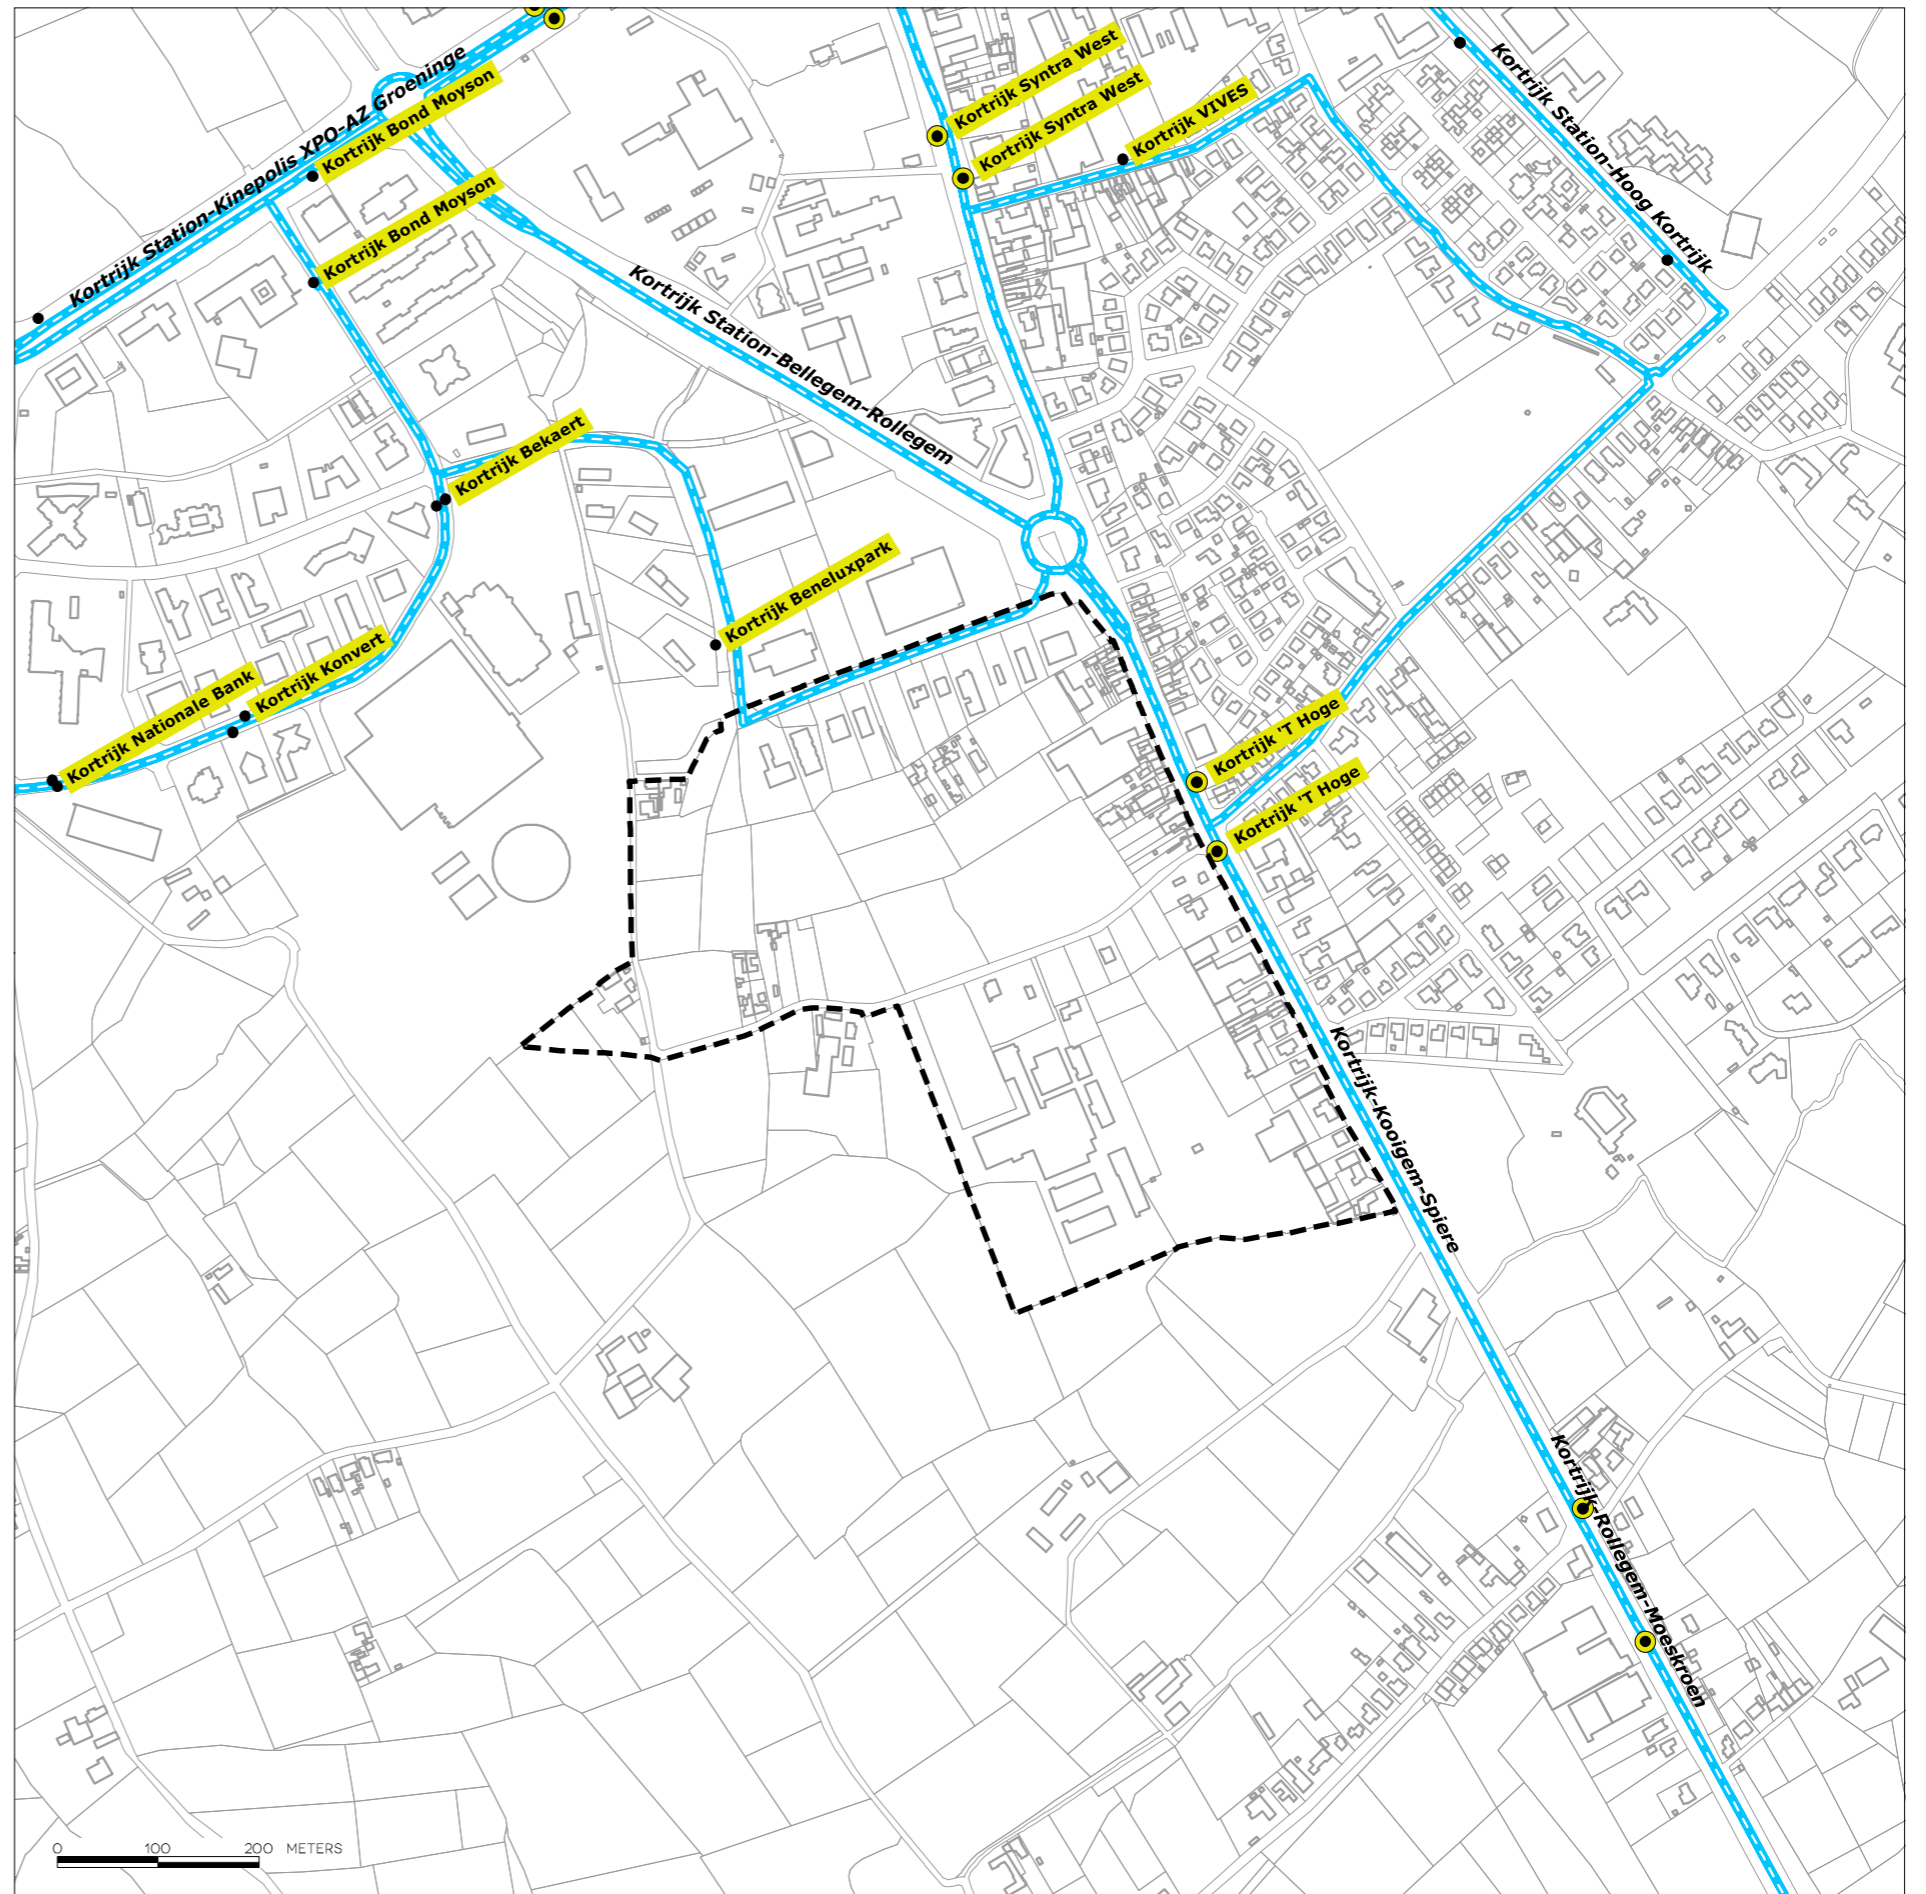 Kortrijk Station-Kinepolis XPO-AZ Groeninge
Kortrijk Bond Moyson
Kortrijk Bond Moyson
Kortrijk Syntra West
Kortrijk Syntra West
Kortrijk VIVES
Kortrijk Station-Hoog Kortrijk
Kortrijk Station-Bellegem-Rollegem
Kortrijk Bekaert
Kortrijk Beneluxpark
Kortrijk Konvert
Kortrijk Nationale Bank
Kortrijk 'T Hoge
Kortrijk 'T Hoge
Kortrijk-Kooigem-Spiere
Kortrijk-Rollegem-Moeskroen
0 100 200 METERS